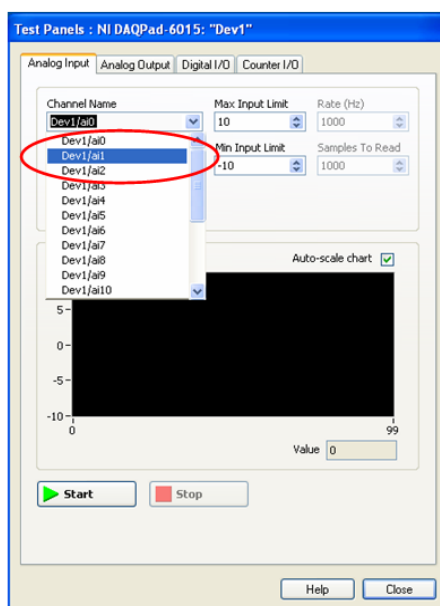 Test Panels : NI DAQPad-6015: "Dev1"
Analog Input Analog Output Digital I/O Counter I/O
Channel Name Max Input Limit Rate (Hz)
Dev1/ai0 10 1000
Dev1/ai0
Dev1/ai1 Min Input Limit Samples To Read
Dev1/ai2 -10 1000
Dev1/ai3
Dev1/ai4
Dev1/ai5
Dev1/ai6
Dev1/ai7
Dev1/ai8 Auto-scale chart
Dev1/ai9
Dev1/ai10
5
0
-5
-10
0 99
Value 0
Start Stop
Help Close